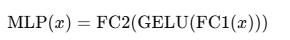 MLP(x) = FC2(GELU(FC1(x)))